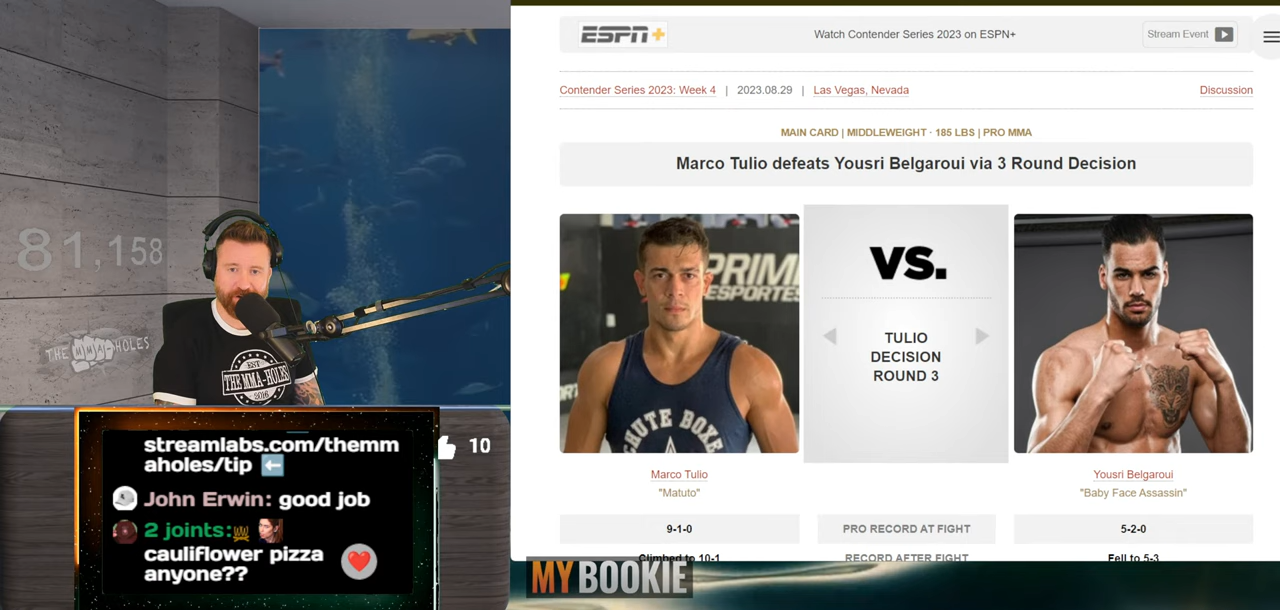 81,158
THE MMA HOLES
EST
THE MMA-HOLES
2016
streamlabs.com/themm
aholes/tip
John Erwin: good job
2 joints:
cauliflower pizza
anyone??
10
ESPN+
Watch Contender Series 2023 on ESPN+
Stream Event
Contender Series 2023: Week 4 | 2023.08.29 | Las Vegas, Nevada
Discussion
MAIN CARD | MIDDLEWEIGHT · 185 LBS | PRO MMA
Marco Tulio defeats Yousri Belgaroui via 3 Round Decision
PRIM
ESPORTES
CHUTE BOXE
VS.
TULIO
DECISION
ROUND 3
Marco Tulio
"Matuto"
Yousri Belgaroui
"Baby Face Assassin"
9-1-0
PRO RECORD AT FIGHT
5-2-0
Climbed to 10-1
RECORD AFTER FIGHT
Fell to 5-3
MYBOOKIE